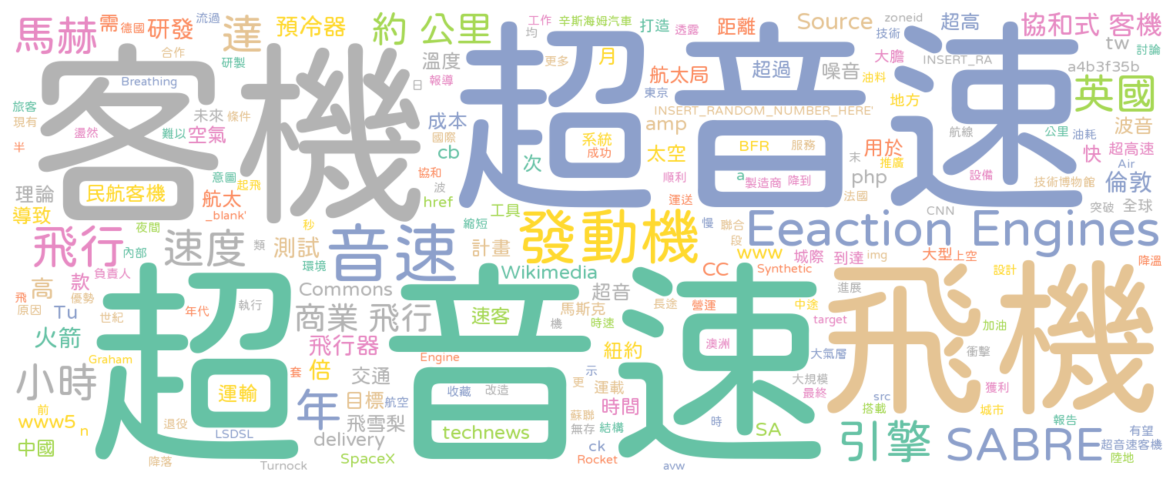 馬赫 需 德國 流過 研發 達 預冷器 約 公里 工作 均 辛斯海姆汽車 打造 透露 距離 Source 技術 zoneid 超高 協和式 客機
合作 研製 Breathing 溫度 報導 日 更多 月 航太局 超過 噪音 大膽 油料 INSERT_RA 討論 tw a4b3f35b
旅客 現有 盪然 難以 未來 條件 空氣 客機 成本 國際 cb 超音速 東京 INSERT_RANDOM_NUMBER_HERE' 地方 英國
半 意圖 起飛 協和 波 次 amp 系統 成功 太空 BFR 服務 末 用於 推廣 航線 公里 油耗 快 波音 超高速
理論 民航客機 航太 導致 _blank' href 順利 a 製造商 降到 php 法國 設備 Air 技術博物館 倫敦
夜間 秒 工具 縮短 運送 慢 聯合 段 CNN 突破 全球
飛行 內部 速度 類 測試 環境 音速 計畫 發動機 www 城際 到達 img 大型 上空 Eeaction Engines 降溫
款 負責人 Wikimedia CC Synthetic 進展 設計
飛 高 優勢 原因 Tu 世紀 年代 執行 Commons 超音 馬斯克 長途 營運 中途 target 加油
火箭 商業 飛行 速客 機 時速 澳洲 大氣層 衝擊
Graham 超音速 飛行器 Engine 紐約 飛機
小時 套 倍 交通 收藏 改造 示 更 運載 大規模 最終 src 獲利
運輸 年 目標 航空 蘇聯 時間 搭載 城市
www5 前 n 退役 飛雪梨 無存 結構 時 報告
中國 LSDSL delivery technews ck SA 引擎 SABRE 有望 超音速客機
降落 Turnock SpaceX Rocket avw 陸地